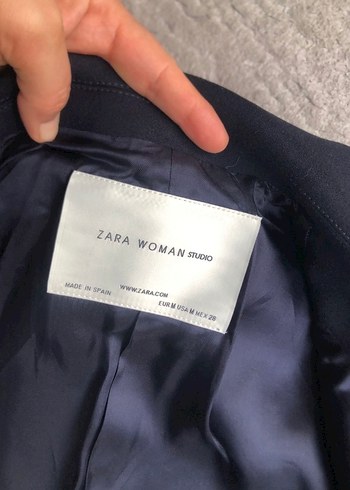 ZARA WOMAN STUDIO
MADE IN SPAIN WWW.ZARA.COM
EUR M USA M MEX 28